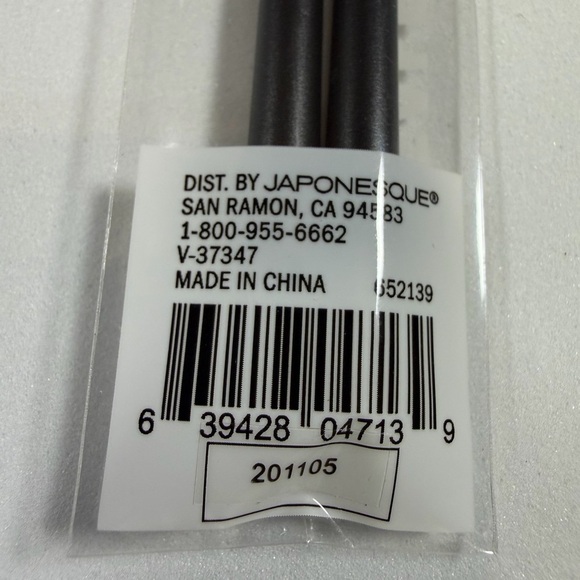 DIST. BY JAPONESQUE®
SAN RAMON, CA 94583
1-800-955-6662
V-37347
MADE IN CHINA 652139
6 39428 04713 9
201105